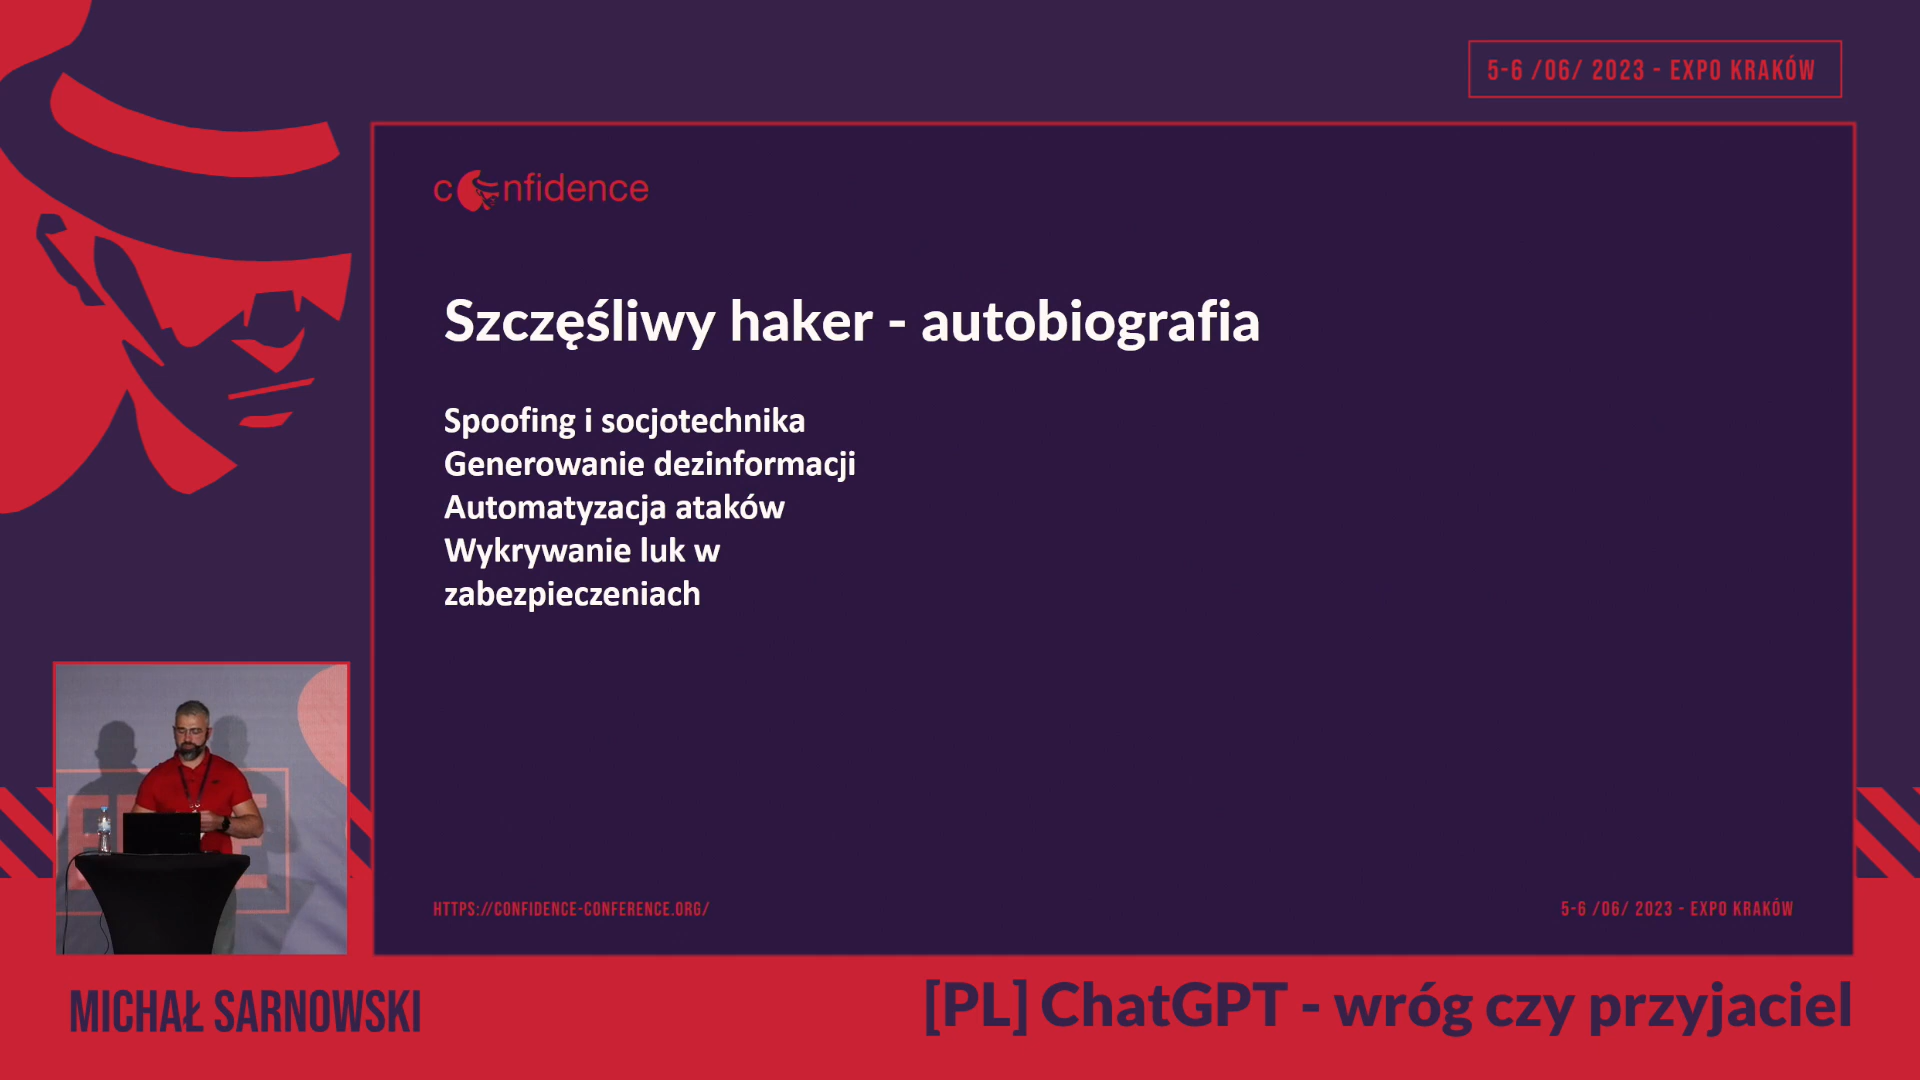 5-6 /06/ 2023 - EXPO KRAKÓW
confidence
Szczęśliwy haker - autobiografia
Spoofing i socjotechnika
Generowanie dezinformacji
Automatyzacja ataków
Wykrywanie luk w
zabezpieczeniach
HTTPS://CONFIDENCE-CONFERENCE.ORG/
5-6 /06/ 2023 - EXPO KRAKÓW
MICHAŁ SARNOWSKI
[PL] ChatGPT - wróg czy przyjaciel